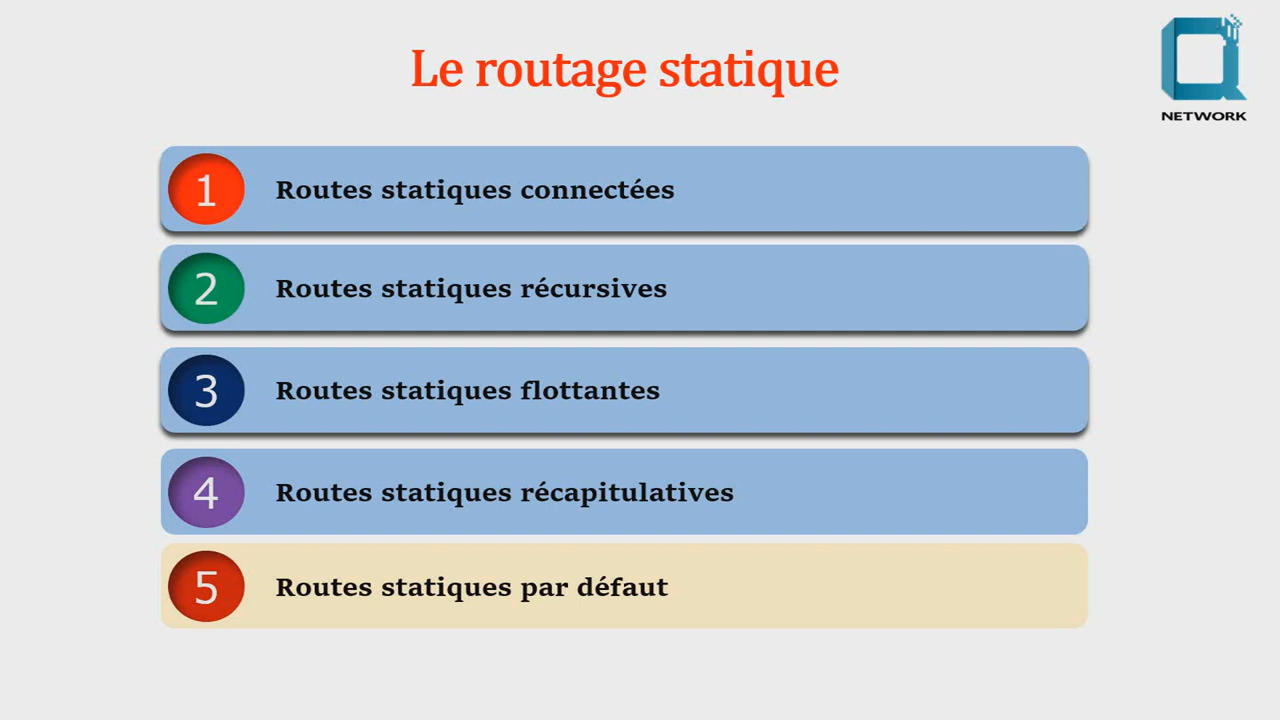 Le routage statique
NETWORK
1 Routes statiques connectées
2 Routes statiques récursives
3 Routes statiques flottantes
4 Routes statiques récapitulatives
5 Routes statiques par défaut